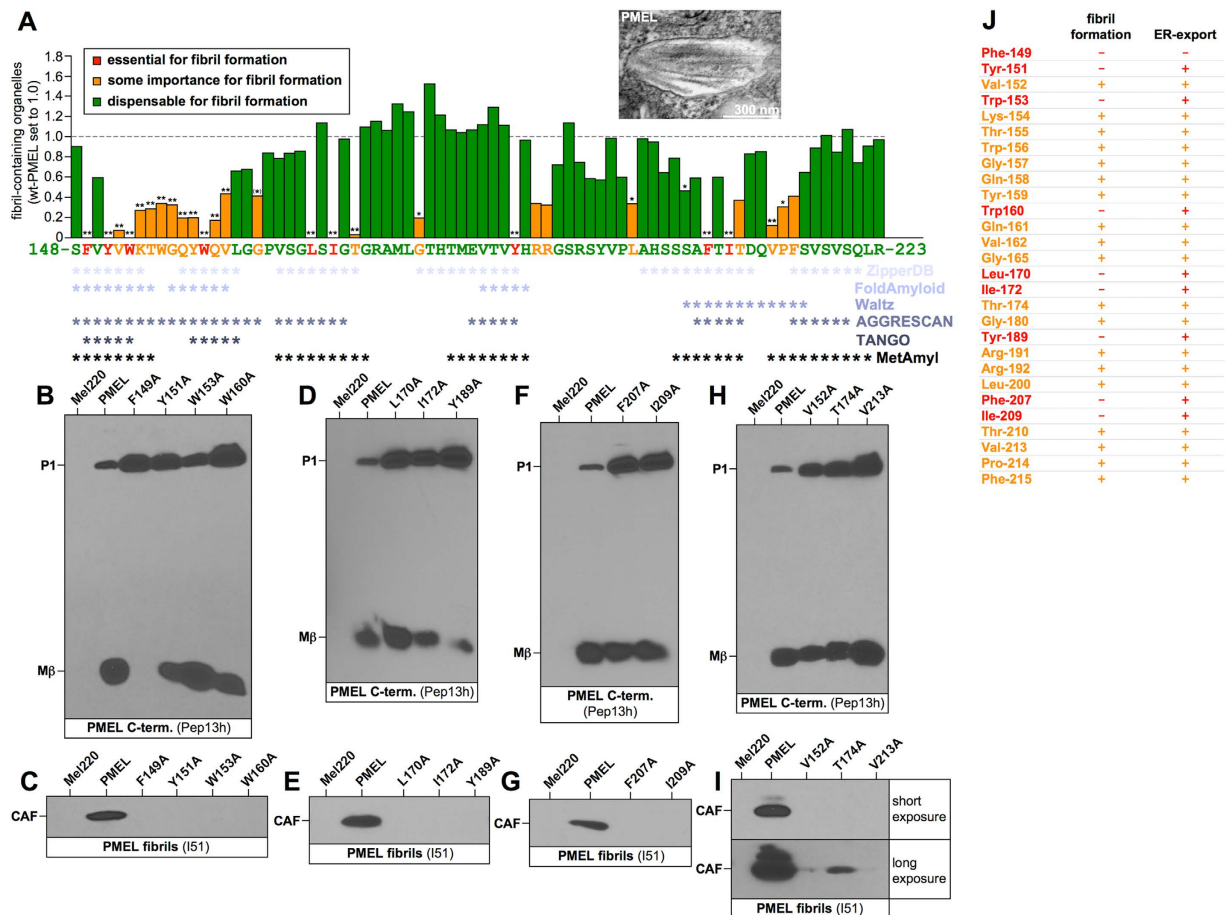 A
PMEL
300 nm
essential for fibril formation
some importance for fibril formation
dispensable for fibril formation
fibril-containing organelles
(wt-PMEL set to 1.0)
1.8
1.6
1.4
1.2
1.0
0.8
0.6
0.4
0.2
0
148-SFVYVWKTWGQYWQVLGGPVSGLSIGTGRAMLGTHTMEVTVYHRRGSRSYVPLAHSSSAFTITDQVPFSVSVSQLR-223
ZipperDB
FoldAmyloid
Waltz
AGGRESCAN
TANGO
MetAmyl
B
Mel220
PMEL
F149A
Y151A
W153A
W160A
P1
Mβ
PMEL C-term. (Pep13h)
D
Mel220
PMEL
L170A
I172A
Y189A
P1
Mβ
PMEL C-term. (Pep13h)
F
Mel220
PMEL
F207A
I209A
P1
Mβ
PMEL C-term.
(Pep13h)
H
Mel220
PMEL
V152A
T174A
V213A
P1
Mβ
PMEL C-term. (Pep13h)
C
Mel220
PMEL
F149A
Y151A
W153A
W160A
CAF
PMEL fibrils (I51)
E
Mel220
PMEL
L170A
I172A
Y189A
CAF
PMEL fibrils (I51)
G
Mel220
PMEL
F207A
I209A
CAF
PMEL fibrils (I51)
I
Mel220
PMEL
V152A
T174A
V213A
CAF
short
exposure
CAF
long
exposure
PMEL fibrils (I51)
J
fibril
formation ER-export
Phe-149 − −
Tyr-151 − +
Val-152 + +
Trp-153 − +
Lys-154 + +
Thr-155 + +
Trp-156 + +
Gly-157 + +
Gln-158 + +
Tyr-159 + +
Trp160 − +
Gln-161 + +
Val-162 + +
Gly-165 + +
Leu-170 − +
Ile-172 − +
Thr-174 + +
Gly-180 + +
Tyr-189 − +
Arg-191 + +
Arg-192 + +
Leu-200 + +
Phe-207 − +
Ile-209 − +
Thr-210 + +
Val-213 + +
Pro-214 + +
Phe-215 + +